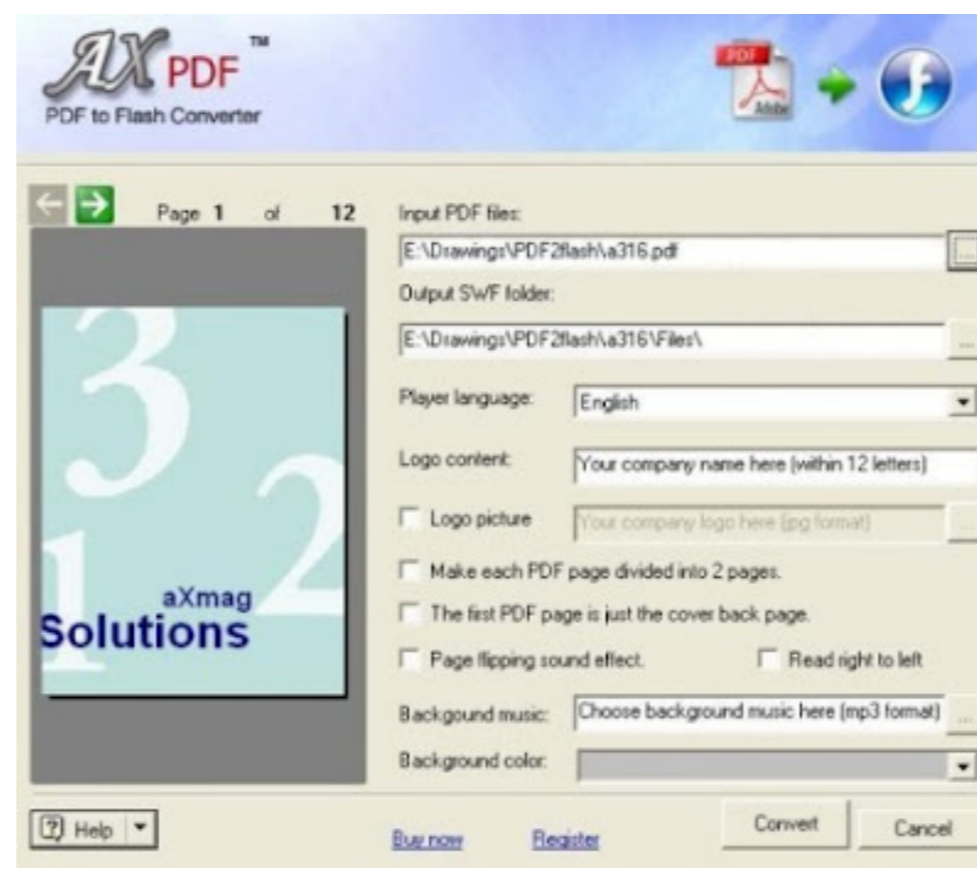 AX PDF ™
PDF to Flash Converter
PDF
Adobe
Page 1 of 12
Input PDF files:
E:\Drawings\PDF2flash\a316.pdf
...
Output SWF folder:
E:\Drawings\PDF2flash\a316\Files\
...
Player language:
English
Logo content:
Your company name here (within 12 letters)
Logo picture
Your company logo here (jpg format)
...
Make each PDF page divided into 2 pages.
The first PDF page is just the cover back page.
Page flipping sound effect.
Read right to left
Backgound music:
Choose background music here (mp3 format)
...
Background color:
3
2
1
aXmag
Solutions
Help
Buy now
Register
Convert
Cancel